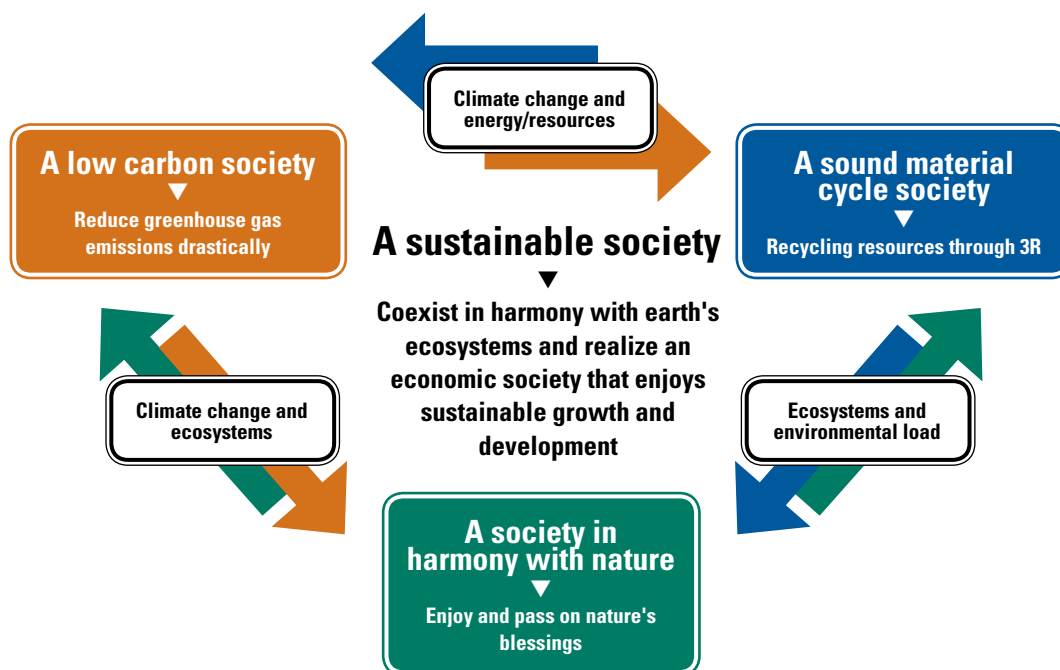 Climate change and
energy/resources
A low carbon society
▼
Reduce greenhouse gas
emissions drastically
A sound material
cycle society
▼
Recycling resources through 3R
A sustainable society
▼
Coexist in harmony with earth's
ecosystems and realize an
economic society that enjoys
sustainable growth and
development
Climate change and
ecosystems
Ecosystems and
environmental load
A society in
harmony with nature
▼
Enjoy and pass on nature's
blessings